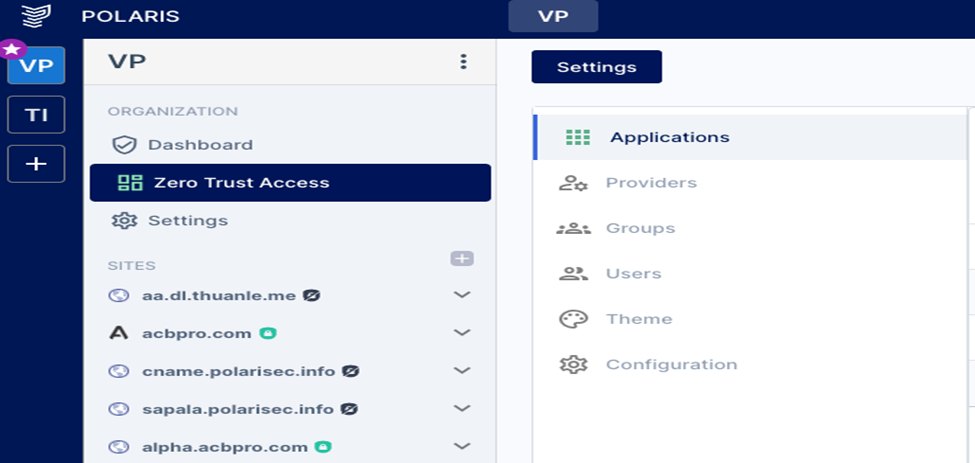 POLARIS
VP
VP
TI
VP
ORGANIZATION
Dashboard
Zero Trust Access
Settings
SITES
aa.dl.thuanle.me
acbpro.com
cname.polarisec.info
sapala.polarisec.info
alpha.acbpro.com
Settings
Applications
Providers
Groups
Users
Theme
Configuration